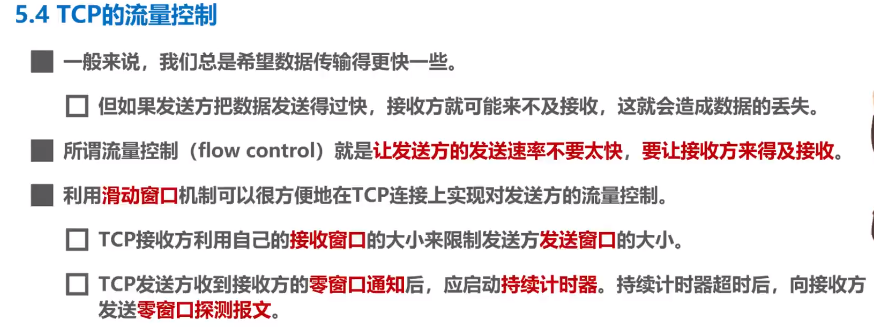 5.4 TCP的流量控制
一般来说，我们总是希望数据传输得更快一些。
但如果发送方把数据发送得过快，接收方就可能来不及接收，这就会造成数据的丢失。
所谓流量控制（flow control）就是让发送方的发送速率不要太快，要让接收方来得及接收。
利用滑动窗口机制可以很方便地在TCP连接上实现对发送方的流量控制。
TCP接收方利用自己的接收窗口的大小来限制发送方发送窗口的大小。
TCP发送方收到接收方的零窗口通知后，应启动持续计时器。持续计时器超时后，向接收方
发送零窗口探测报文。